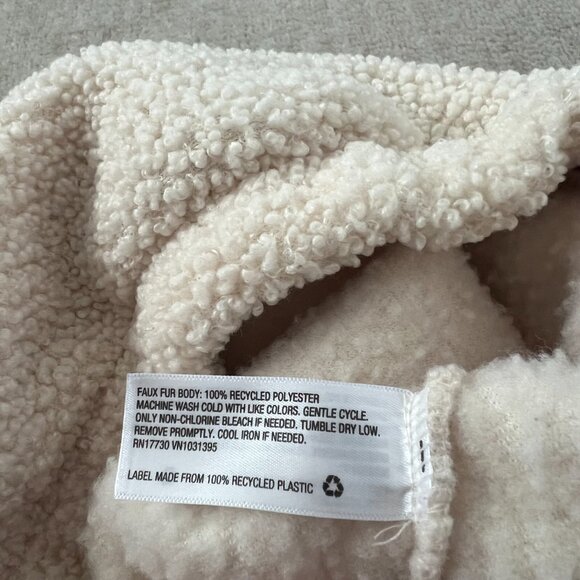 FAUX FUR BODY: 100% RECYCLED POLYESTER
MACHINE WASH COLD WITH LIKE COLORS. GENTLE CYCLE.
ONLY NON-CHLORINE BLEACH IF NEEDED. TUMBLE DRY LOW.
REMOVE PROMPTLY. COOL IRON IF NEEDED.
RN17730 VN1031395
LABEL MADE FROM 100% RECYCLED PLASTIC